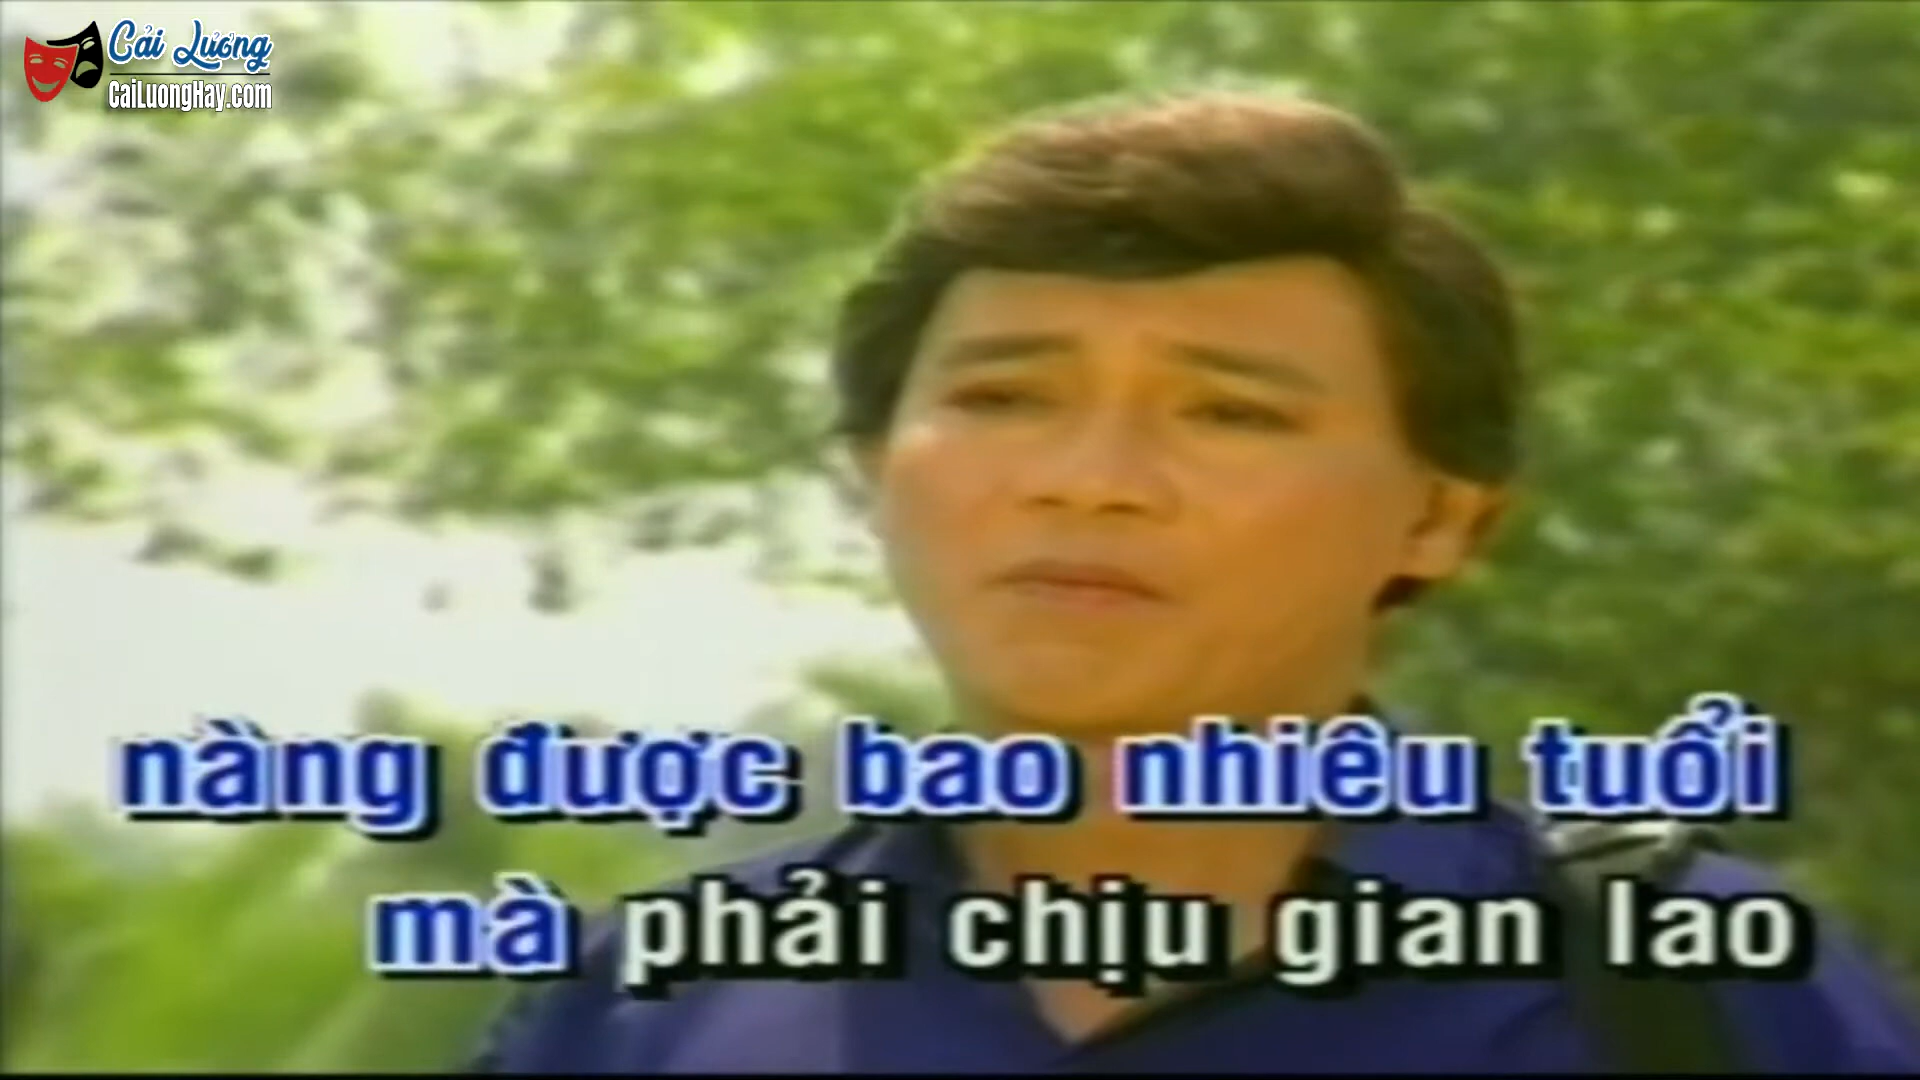 Cải Lương
CaiLuongHay.com
nàng được bao nhiêu tuổi
mà phải chịu gian lao